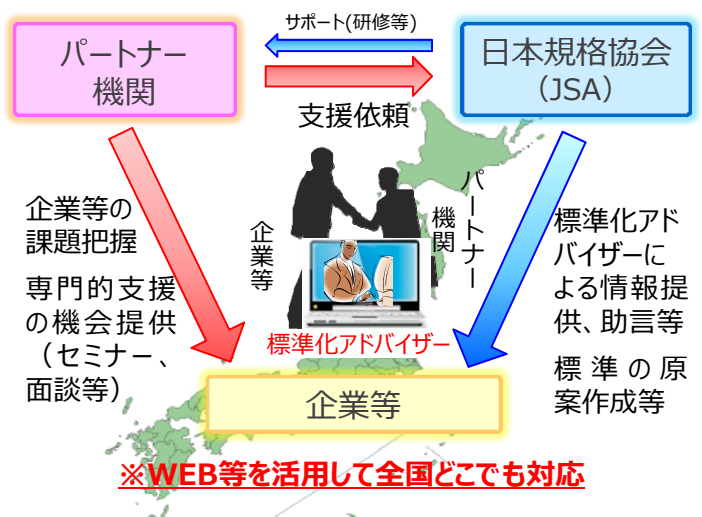 サポート(研修等)
パートナー
機関
日本規格協会
（JSA）
支援依頼
企業等の
課題把握
専門的支援
の機会提供
（セミナー、
面談等）
企業等
パートナー
機関
標準化アドバイザー
標準化アド
バイザーに
よる情報提
供、助言等
標準の原
案作成等
企業等
※WEB等を活用して全国どこでも対応